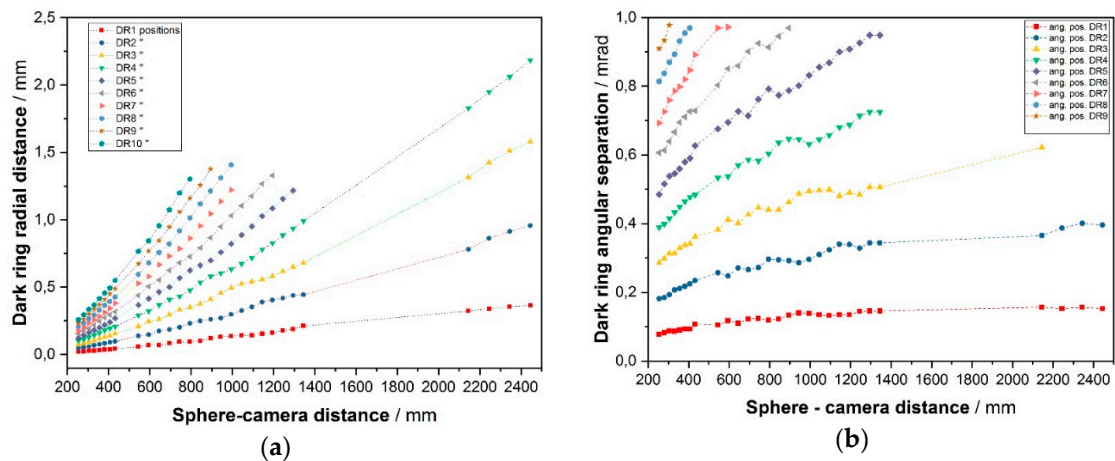 2,5
2,0
1,5
1,0
0,5
0,0
Dark ring radial distance / mm
DR1 positions
DR2 "
DR3 "
DR4 "
DR5 "
DR6 "
DR7 "
DR8 "
DR9 "
DR10 "
200 400 600 800 1000 1200 1400 1600 1800 2000 2200 2400
Sphere-camera distance / mm
(a)
1,0
0,8
0,6
0,4
0,2
0,0
Dark ring angular separation / mrad
ang. pos. DR1
ang. pos. DR2
ang. pos. DR3
ang. pos. DR4
ang. pos. DR5
ang. pos. DR6
ang. pos. DR7
ang. pos. DR8
ang. pos. DR9
200 400 600 800 1000 1200 1400 1600 1800 2000 2200 2400
Sphere - camera distance / mm
(b)